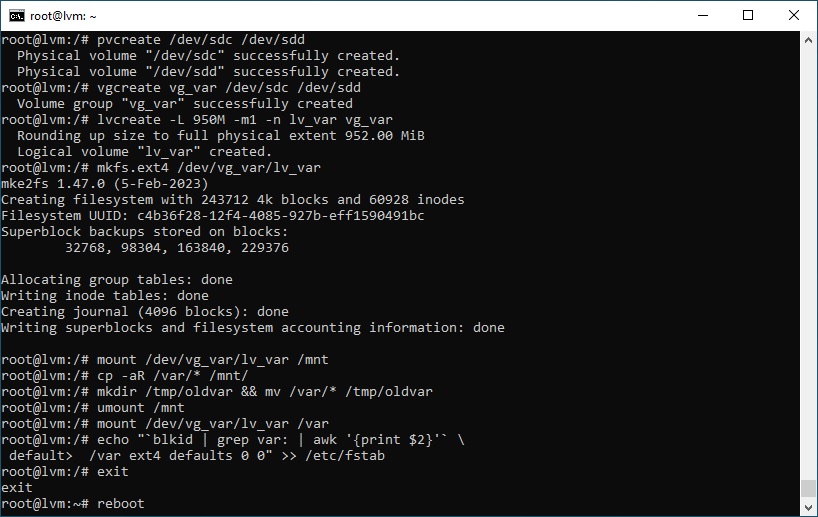 root@lvm: ~
root@lvm:/# pvcreate /dev/sdc /dev/sdd
  Physical volume "/dev/sdc" successfully created.
  Physical volume "/dev/sdd" successfully created.
root@lvm:/# vgcreate vg_var /dev/sdc /dev/sdd
  Volume group "vg_var" successfully created
root@lvm:/# lvcreate -L 950M -m1 -n lv_var vg_var
  Rounding up size to full physical extent 952.00 MiB
  Logical volume "lv_var" created.
root@lvm:/# mkfs.ext4 /dev/vg_var/lv_var
mke2fs 1.47.0 (5-Feb-2023)
Creating filesystem with 243712 4k blocks and 60928 inodes
Filesystem UUID: c4b36f28-12f4-4085-927b-eff1590491bc
Superblock backups stored on blocks:
        32768, 98304, 163840, 229376

Allocating group tables: done
Writing inode tables: done
Creating journal (4096 blocks): done
Writing superblocks and filesystem accounting information: done

root@lvm:/# mount /dev/vg_var/lv_var /mnt
root@lvm:/# cp -aR /var/* /mnt/
root@lvm:/# mkdir /tmp/oldvar && mv /var/* /tmp/oldvar
root@lvm:/# umount /mnt
root@lvm:/# mount /dev/vg_var/lv_var /var
root@lvm:/# echo "`blkid | grep var: | awk '{print $2}'` \
 default>  /var ext4 defaults 0 0" >> /etc/fstab
root@lvm:/# exit
exit
root@lvm:~# reboot